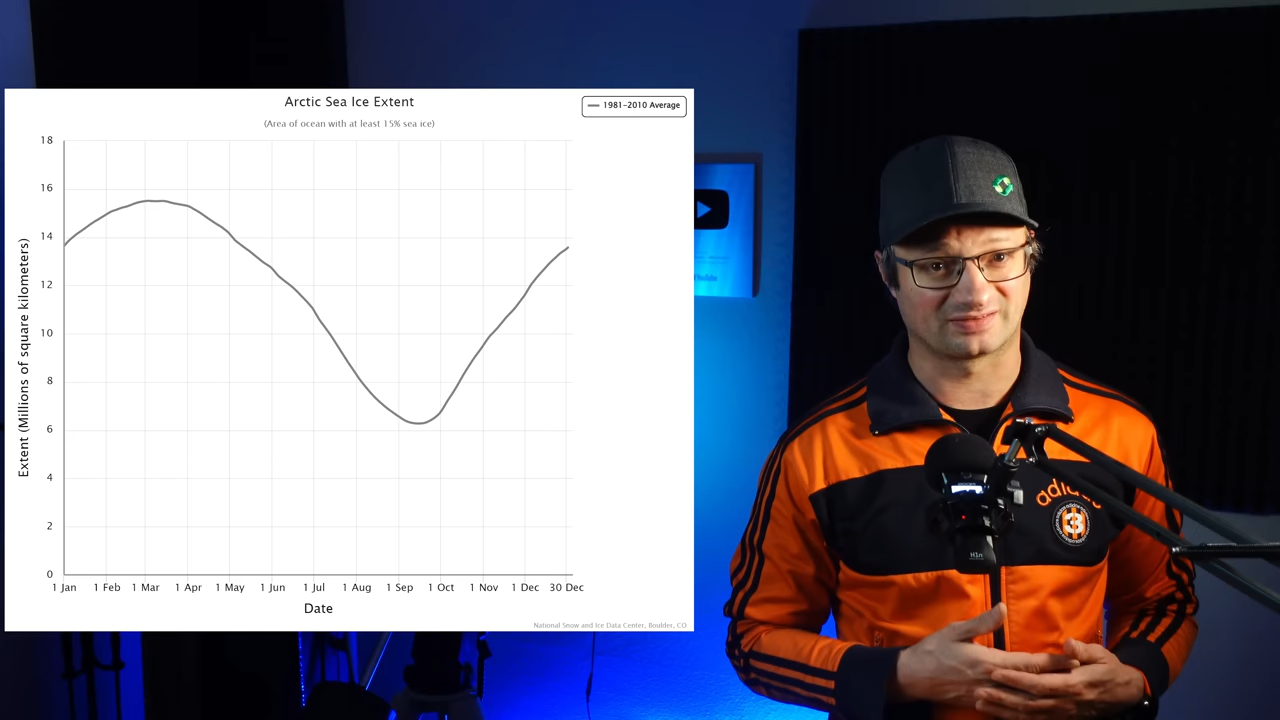 Arctic Sea Ice Extent
(Area of ocean with at least 15% sea ice)
1981-2010 Average
Extent (Millions of square kilometers)
18
16
14
12
10
8
6
4
2
0
1 Jan 1 Feb 1 Mar 1 Apr 1 May 1 Jun 1 Jul 1 Aug 1 Sep 1 Oct 1 Nov 1 Dec 30 Dec
Date
National Snow and Ice Data Center, Boulder, CO
adidas
3
H1n